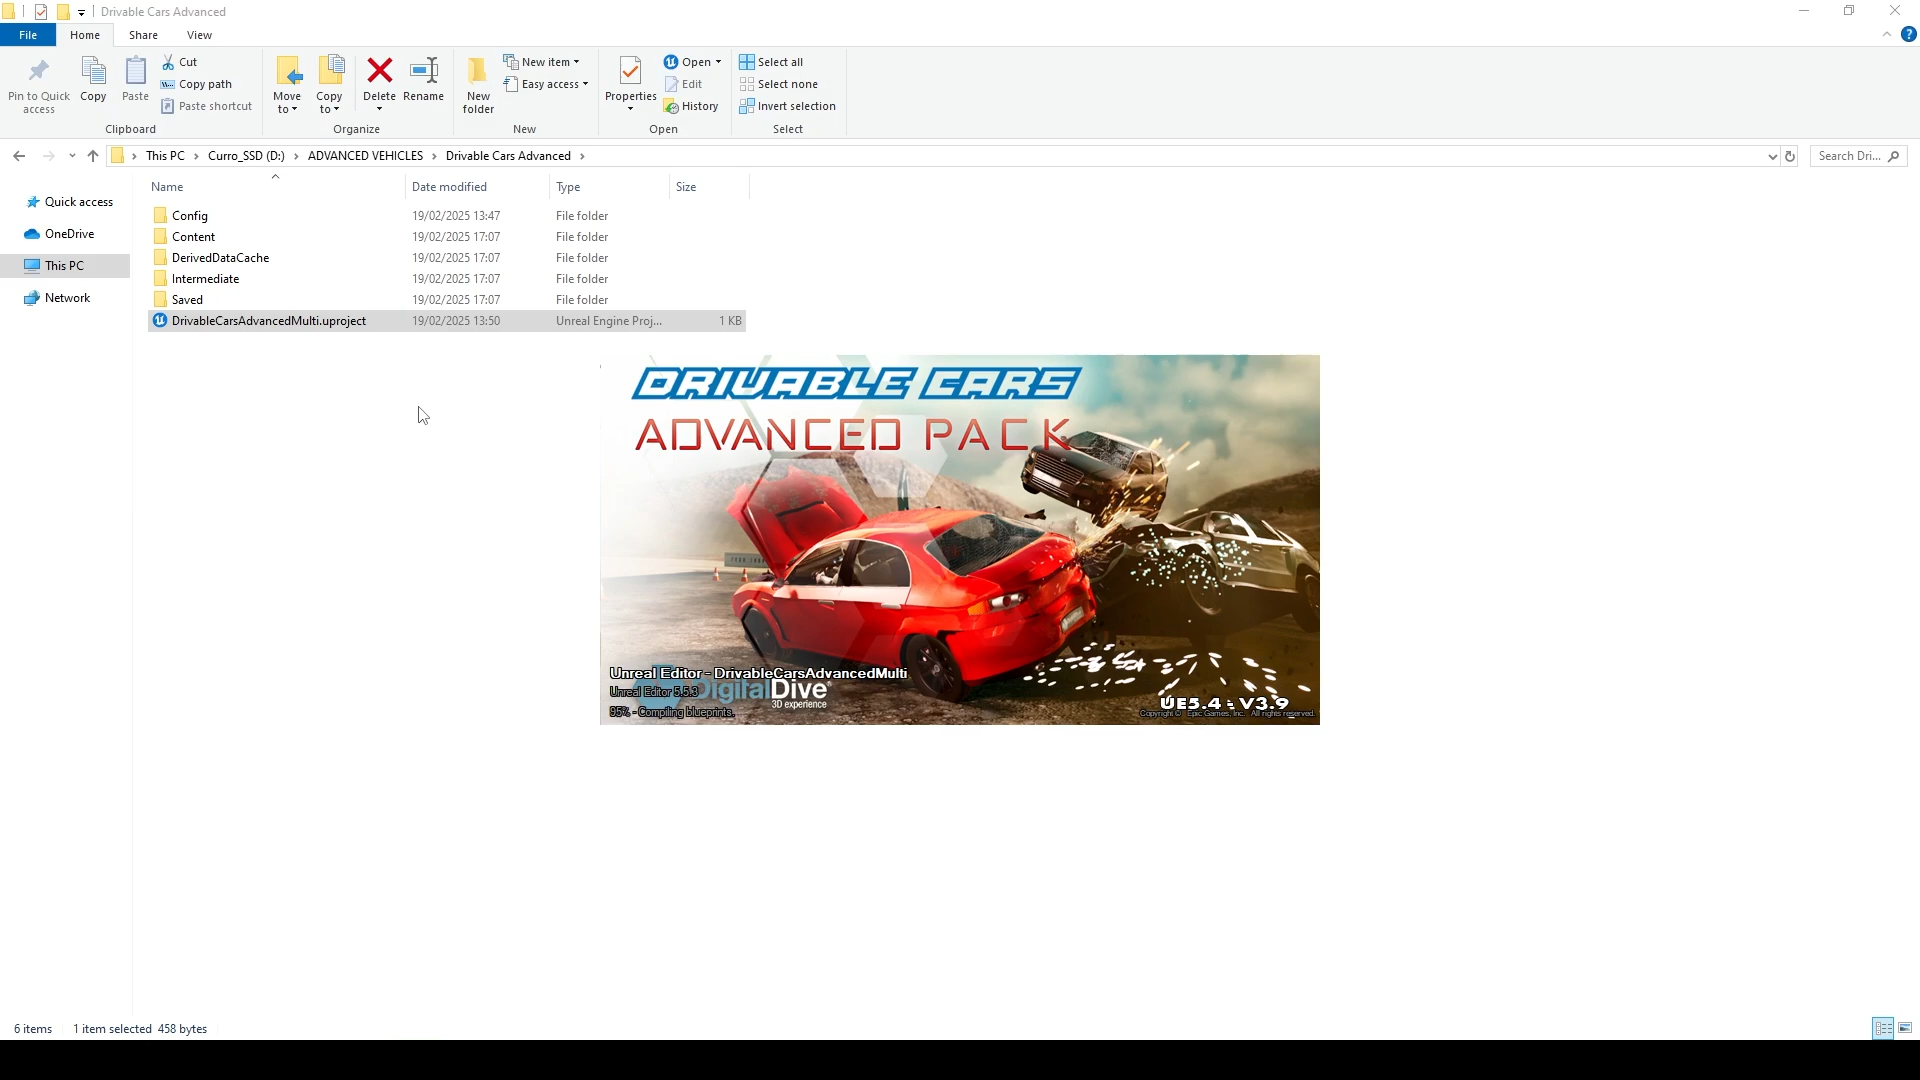 Drivable Cars Advanced
File Home Share View
Pin to Quick access
Copy
Paste
Cut
Copy path
Paste shortcut
Clipboard
Move to
Copy to
Delete
Rename
Organize
New folder
New item
Easy access
New
Properties
Open
Edit
History
Open
Select all
Select none
Invert selection
Select
This PC > Curro_SSD (D:) > ADVANCED VEHICLES > Drivable Cars Advanced >
Search Dri...
Quick access
OneDrive
This PC
Network
Name Date modified Type Size
Config 19/02/2025 13:47 File folder
Content 19/02/2025 17:07 File folder
DerivedDataCache 19/02/2025 17:07 File folder
Intermediate 19/02/2025 17:07 File folder
Saved 19/02/2025 17:07 File folder
DrivableCarsAdvancedMulti.uproject 19/02/2025 13:50 Unreal Engine Proj... 1 KB
DRIVABLE CARS
ADVANCED PACK
Unreal Editor - DrivableCarsAdvancedMulti
Unreal Editor 5.5.3
DigitalDive
3D experience
95% - Compiling blueprints.
UE5.4 - V3.9
Copyright © Epic Games, Inc. All rights reserved.
6 items 1 item selected 458 bytes